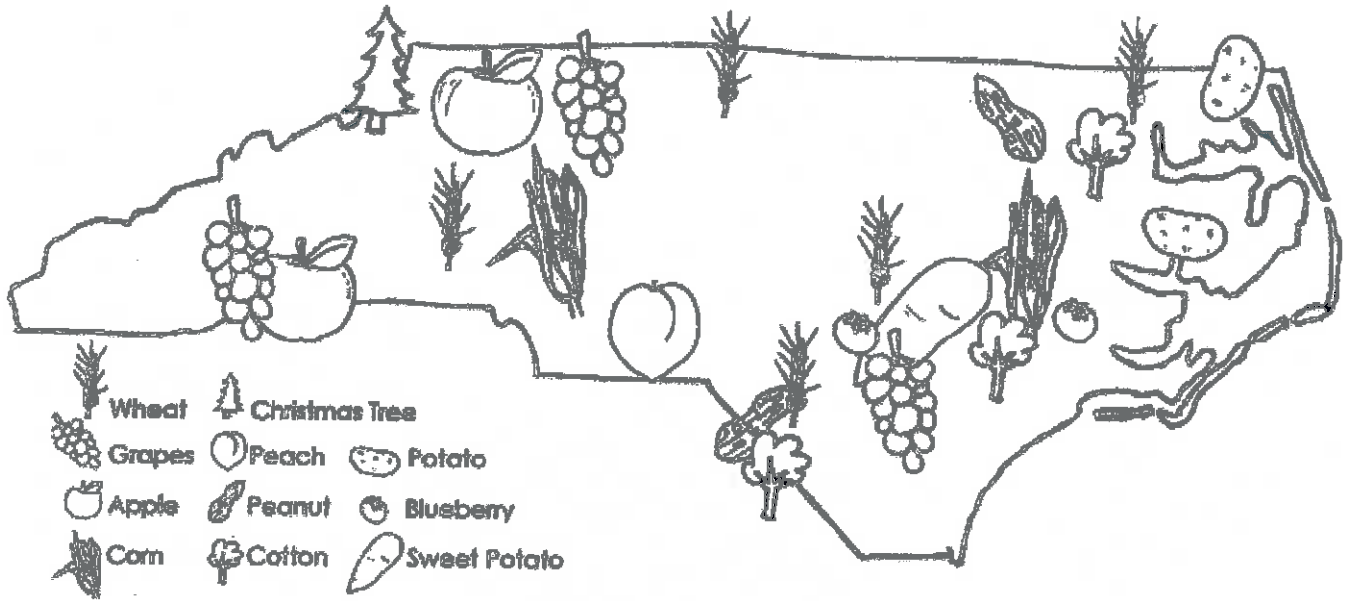 Wheat Christmas Tree
Grapes Peach Potato
Apple Peanut Blueberry
Corn Cotton Sweet Potato